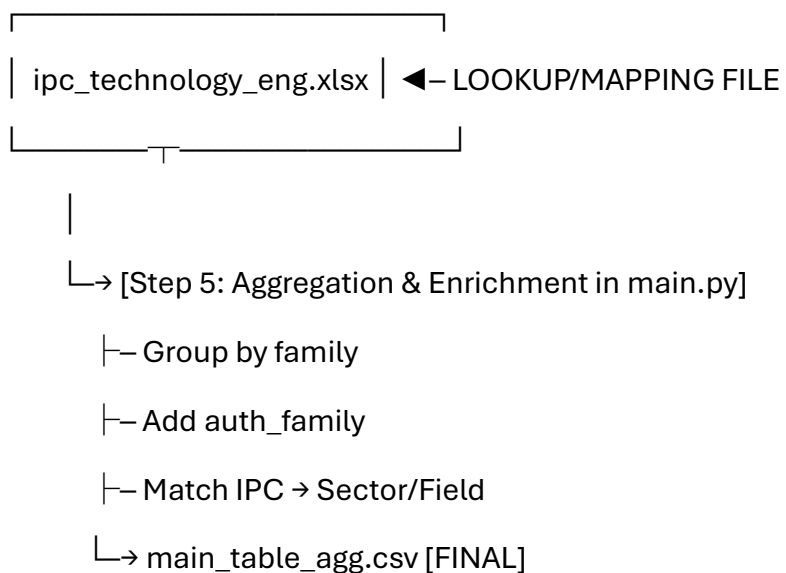 ipc_technology_eng.xlsx ◄– LOOKUP/MAPPING FILE
[Step 5: Aggregation & Enrichment in main.py]
Group by family
Add auth_family
Match IPC → Sector/Field
main_table_agg.csv [FINAL]